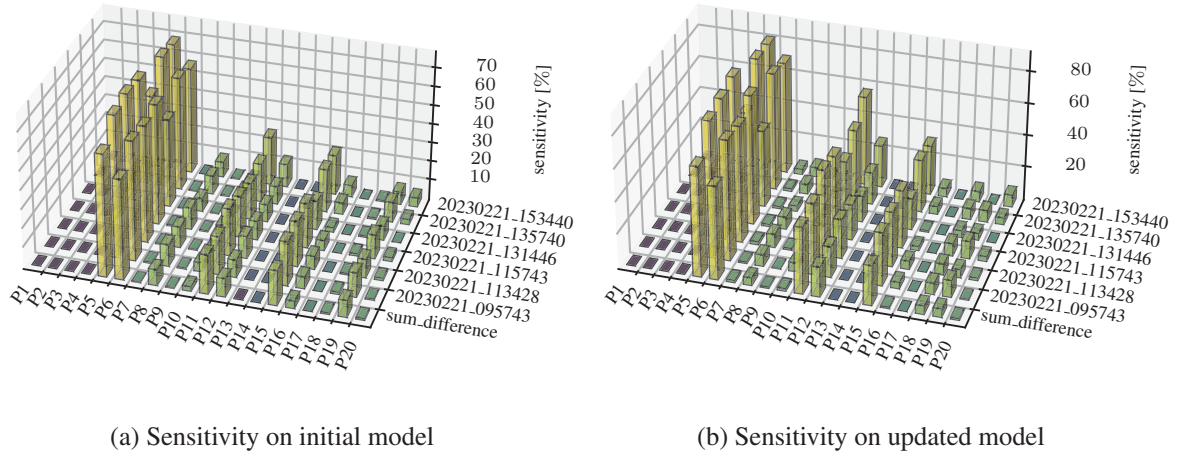 70
60
50
40
30
20
10
sensitivity [%]
20230221_153440
20230221_135740
20230221_131446
20230221_115743
20230221_113428
20230221_095743
sum_difference
P1
P2
P3
P4
P5
P6
P7
P8
P9
P10
P11
P12
P13
P14
P15
P16
P17
P18
P19
P20
(a) Sensitivity on initial model
80
60
40
20
sensitivity [%]
20230221_153440
20230221_135740
20230221_131446
20230221_115743
20230221_113428
20230221_095743
sum_difference
P1
P2
P3
P4
P5
P6
P7
P8
P9
P10
P11
P12
P13
P14
P15
P16
P17
P18
P19
P20
(b) Sensitivity on updated model